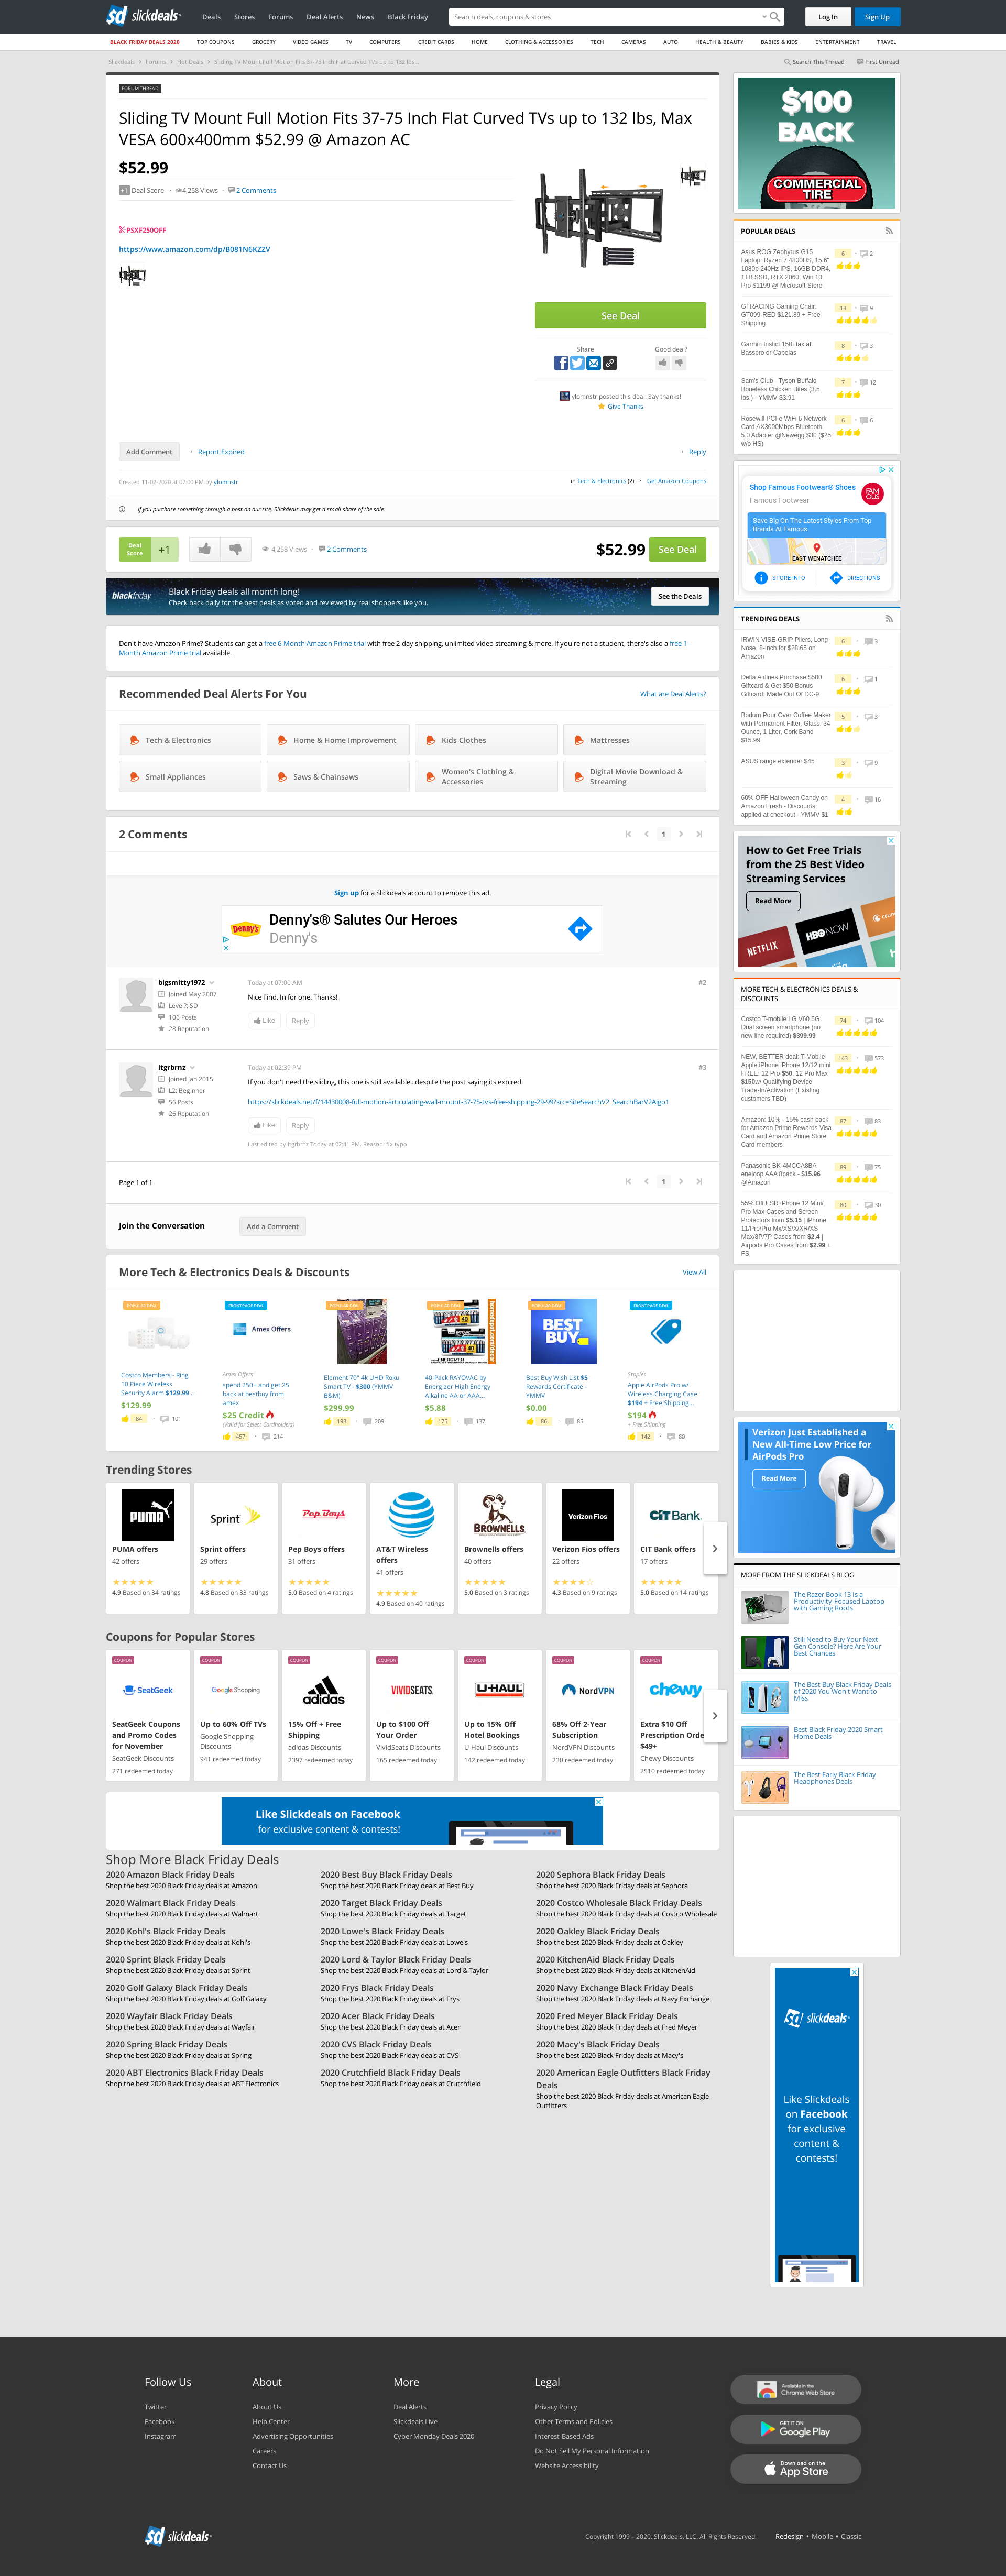 sd slickdeals
Deals Stores Forums Deal Alerts News Black Friday
Search deals, coupons & stores
Log In
Sign Up
BLACK FRIDAY DEALS 2020 TOP COUPONS GROCERY VIDEO GAMES TV COMPUTERS CREDIT CARDS HOME CLOTHING & ACCESSORIES TECH CAMERAS AUTO HEALTH & BEAUTY BABIES & KIDS ENTERTAINMENT TRAVEL
Slickdeals > Forums > Hot Deals > Sliding TV Mount Full Motion Fits 37-75 Inch Flat Curved TVs up to 132 lbs...
Search This Thread First Unread
FORUM THREAD
Sliding TV Mount Full Motion Fits 37-75 Inch Flat Curved TVs up to 132 lbs, Max
VESA 600x400mm $52.99 @ Amazon AC
$52.99
+1 Deal Score 4,258 Views 2 Comments
PSXF250OFF
https://www.amazon.com/dp/B081N6KZZV
See Deal
Share
Good deal?
ylomnstr posted this deal. Say thanks!
Give Thanks
Add Comment
Report Expired
Reply
Created 11-02-2020 at 07:00 PM by ylomnstr
in Tech & Electronics (2) Get Amazon Coupons
If you purchase something through a post on our site, Slickdeals may get a small share of the sale.
Deal
Score
+1
4,258 Views 2 Comments
$52.99
See Deal
blackfriday
Black Friday deals all month long!
Check back daily for the best deals as voted and reviewed by real shoppers like you.
See the Deals
Don't have Amazon Prime? Students can get a free 6-Month Amazon Prime trial with free 2-day shipping, unlimited video streaming & more. If you're not a student, there's also a free 1-
Month Amazon Prime trial available.
Recommended Deal Alerts For You
What are Deal Alerts?
Tech & Electronics
Home & Home Improvement
Kids Clothes
Mattresses
Small Appliances
Saws & Chainsaws
Women's Clothing &
Accessories
Digital Movie Download &
Streaming
2 Comments
1
Sign up for a Slickdeals account to remove this ad.
Denny's
Denny's® Salutes Our Heroes
Denny's
bigsmitty1972
Joined May 2007
Level?: SD
106 Posts
28 Reputation
Today at 07:00 AM
#2
Nice Find. In for one. Thanks!
Like
Reply
ltgrbrnz
Joined Jan 2015
L2: Beginner
56 Posts
26 Reputation
Today at 02:39 PM
#3
If you don't need the sliding, this one is still available...despite the post saying its expired.
https://slickdeals.net/f/14430008-full-motion-articulating-wall-mount-37-75-tvs-free-shipping-29-99?src=SiteSearchV2_SearchBarV2Algo1
Like
Reply
Last edited by ltgrbrnz Today at 02:41 PM. Reason: fix typo
Page 1 of 1
1
Join the Conversation
Add a Comment
More Tech & Electronics Deals & Discounts
View All
POPULAR DEAL
Costco Members - Ring
10 Piece Wireless
Security Alarm $129.99...
$129.99
84 101
FRONTPAGE DEAL
Amex Offers
Amex Offers
spend 250+ and get 25
back at bestbuy from
amex
$25 Credit
(Valid for Select Cardholders)
457 214
POPULAR DEAL
Element 70" 4k UHD Roku
Smart TV - $300 (YMMV
B&M)
$299.99
193 209
POPULAR DEAL
40-Pack RAYOVAC by
Energizer High Energy
Alkaline AA or AAA...
$5.88
175 137
POPULAR DEAL
BEST
BUY
Best Buy Wish List $5
Rewards Certificate -
YMMV
$0.00
86 85
FRONTPAGE DEAL
Staples
Apple AirPods Pro w/
Wireless Charging Case
$194 + Free Shipping...
$194
+ Free Shipping
142 80
Trending Stores
PUMA
PUMA offers
42 offers
4.9 Based on 34 ratings
Sprint
Sprint offers
29 offers
4.8 Based on 33 ratings
Pep Boys
Pep Boys offers
31 offers
5.0 Based on 4 ratings
AT&T Wireless
offers
41 offers
4.9 Based on 40 ratings
BROWNELLS
Brownells offers
40 offers
5.0 Based on 3 ratings
Verizon Fios
Verizon Fios offers
22 offers
4.3 Based on 9 ratings
CIT Bank
CIT Bank offers
17 offers
5.0 Based on 14 ratings
Coupons for Popular Stores
COUPON
SeatGeek
SeatGeek Coupons
and Promo Codes
for November
SeatGeek Discounts
271 redeemed today
COUPON
Google Shopping
Up to 60% Off TVs
Google Shopping
Discounts
941 redeemed today
COUPON
adidas
15% Off + Free
Shipping
adidas Discounts
2397 redeemed today
COUPON
VIVIDSEATS
Up to $100 Off
Your Order
VividSeats Discounts
165 redeemed today
COUPON
U-HAUL
Up to 15% Off
Hotel Bookings
U-Haul Discounts
142 redeemed today
COUPON
NordVPN
68% Off 2-Year
Subscription
NordVPN Discounts
230 redeemed today
COUPON
chewy
Extra $10 Off
Prescription Orde
$49+
Chewy Discounts
2510 redeemed today
Like Slickdeals on Facebook
for exclusive content & contests!
Shop More Black Friday Deals
2020 Amazon Black Friday Deals
Shop the best 2020 Black Friday deals at Amazon
2020 Best Buy Black Friday Deals
Shop the best 2020 Black Friday deals at Best Buy
2020 Sephora Black Friday Deals
Shop the best 2020 Black Friday deals at Sephora
2020 Walmart Black Friday Deals
Shop the best 2020 Black Friday deals at Walmart
2020 Target Black Friday Deals
Shop the best 2020 Black Friday deals at Target
2020 Costco Wholesale Black Friday Deals
Shop the best 2020 Black Friday deals at Costco Wholesale
2020 Kohl's Black Friday Deals
Shop the best 2020 Black Friday deals at Kohl's
2020 Lowe's Black Friday Deals
Shop the best 2020 Black Friday deals at Lowe's
2020 Oakley Black Friday Deals
Shop the best 2020 Black Friday deals at Oakley
2020 Sprint Black Friday Deals
Shop the best 2020 Black Friday deals at Sprint
2020 Lord & Taylor Black Friday Deals
Shop the best 2020 Black Friday deals at Lord & Taylor
2020 KitchenAid Black Friday Deals
Shop the best 2020 Black Friday deals at KitchenAid
2020 Golf Galaxy Black Friday Deals
Shop the best 2020 Black Friday deals at Golf Galaxy
2020 Frys Black Friday Deals
Shop the best 2020 Black Friday deals at Frys
2020 Navy Exchange Black Friday Deals
Shop the best 2020 Black Friday deals at Navy Exchange
2020 Wayfair Black Friday Deals
Shop the best 2020 Black Friday deals at Wayfair
2020 Acer Black Friday Deals
Shop the best 2020 Black Friday deals at Acer
2020 Fred Meyer Black Friday Deals
Shop the best 2020 Black Friday deals at Fred Meyer
2020 Spring Black Friday Deals
Shop the best 2020 Black Friday deals at Spring
2020 CVS Black Friday Deals
Shop the best 2020 Black Friday deals at CVS
2020 Macy's Black Friday Deals
Shop the best 2020 Black Friday deals at Macy's
2020 ABT Electronics Black Friday Deals
Shop the best 2020 Black Friday deals at ABT Electronics
2020 Crutchfield Black Friday Deals
Shop the best 2020 Black Friday deals at Crutchfield
2020 American Eagle Outfitters Black Friday
Deals
Shop the best 2020 Black Friday deals at American Eagle
Outfitters
$100
BACK
COMMERCIAL
TIRE
POPULAR DEALS
Asus ROG Zephyrus G15
Laptop: Ryzen 7 4800HS, 15.6"
1080p 240Hz IPS, 16GB DDR4,
1TB SSD, RTX 2060, Win 10
Pro $1199 @ Microsoft Store
6 2
GTRACING Gaming Chair:
GT099-RED $121.89 + Free
Shipping
13 9
Garmin Instict 150+tax at
Basspro or Cabelas
8 3
Sam's Club - Tyson Buffalo
Boneless Chicken Bites (3.5
lbs.) - YMMV $3.91
7 12
Rosewill PCI-e WiFi 6 Network
Card AX3000Mbps Bluetooth
5.0 Adapter @Newegg $30 ($25
w/o HS)
6 6
Shop Famous Footwear® Shoes
Famous Footwear
FAM
OUS
Save Big On The Latest Styles From Top
Brands At Famous.
EAST WENATCHEE
STORE INFO
DIRECTIONS
TRENDING DEALS
IRWIN VISE-GRIP Pliers, Long
Nose, 8-Inch for $28.65 on
Amazon
6 3
Delta Airlines Purchase $500
Giftcard & Get $50 Bonus
Giftcard: Made Out Of DC-9
6 1
Bodum Pour Over Coffee Maker
with Permanent Filter, Glass, 34
Ounce, 1 Liter, Cork Band
$15.99
5 3
ASUS range extender $45
3 9
60% OFF Halloween Candy on
Amazon Fresh - Discounts
applied at checkout - YMMV $1
4 16
How to Get Free Trials
from the 25 Best Video
Streaming Services
Read More
NETFLIX
HBO NOW
crunc
MORE TECH & ELECTRONICS DEALS &
DISCOUNTS
Costco T-mobile LG V60 5G
Dual screen smartphone (no
new line required) $399.99
74 104
NEW, BETTER deal: T-Mobile
Apple iPhone iPhone 12/12 mini
FREE; 12 Pro $50, 12 Pro Max
$150w/ Qualifying Device
Trade-In/Activation (Existing
customers TBD)
143 573
Amazon: 10% - 15% cash back
for Amazon Prime Rewards Visa
Card and Amazon Prime Store
Card members
87 83
Panasonic BK-4MCCA8BA
eneloop AAA 8pack - $15.96
@Amazon
89 75
55% Off ESR iPhone 12 Mini/
Pro Max Cases and Screen
Protectors from $5.15 | iPhone
11/Pro/Pro Mx/XS/X/XR/XS
Max/8P/7P Cases from $2.4 |
Airpods Pro Cases from $2.99 +
FS
80 30
Verizon Just Established a
New All-Time Low Price for
AirPods Pro
Read More
MORE FROM THE SLICKDEALS BLOG
The Razer Book 13 Is a
Productivity-Focused Laptop
with Gaming Roots
Still Need to Buy Your Next-
Gen Console? Here Are Your
Best Chances
The Best Buy Black Friday Deals
of 2020 You Won't Want to
Miss
Best Black Friday 2020 Smart
Home Deals
The Best Early Black Friday
Headphones Deals
sd slickdeals
Like Slickdeals
on Facebook
for exclusive
content &
contests!
Follow Us
Twitter
Facebook
Instagram
About
About Us
Help Center
Advertising Opportunities
Careers
Contact Us
More
Deal Alerts
Slickdeals Live
Cyber Monday Deals 2020
Legal
Privacy Policy
Other Terms and Policies
Interest-Based Ads
Do Not Sell My Personal Information
Website Accessibility
Available in the
Chrome Web Store
GET IT ON
Google Play
Download on the
App Store
sd slickdeals
Copyright 1999 – 2020. Slickdeals, LLC. All Rights Reserved.
Redesign • Mobile • Classic